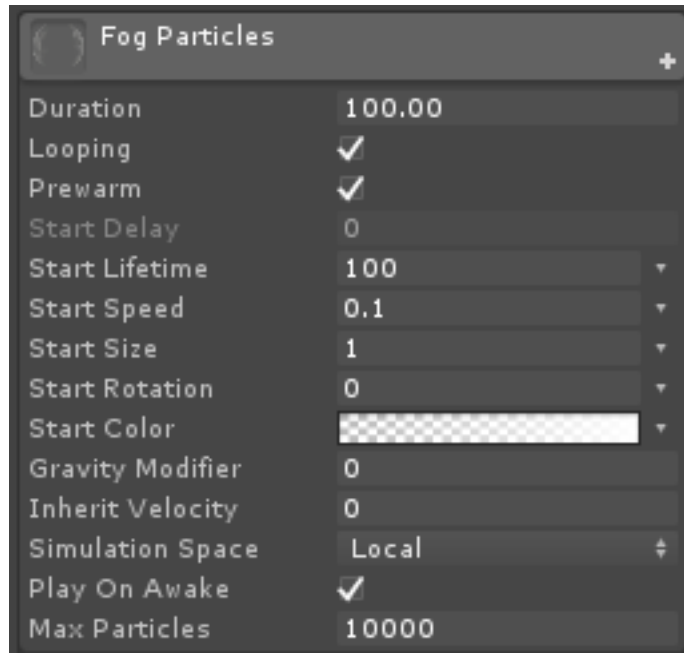 Fog Particles
Duration 100.00
Looping
Prewarm
Start Delay 0
Start Lifetime 100
Start Speed 0.1
Start Size 1
Start Rotation 0
Start Color
Gravity Modifier 0
Inherit Velocity 0
Simulation Space Local
Play On Awake
Max Particles 10000